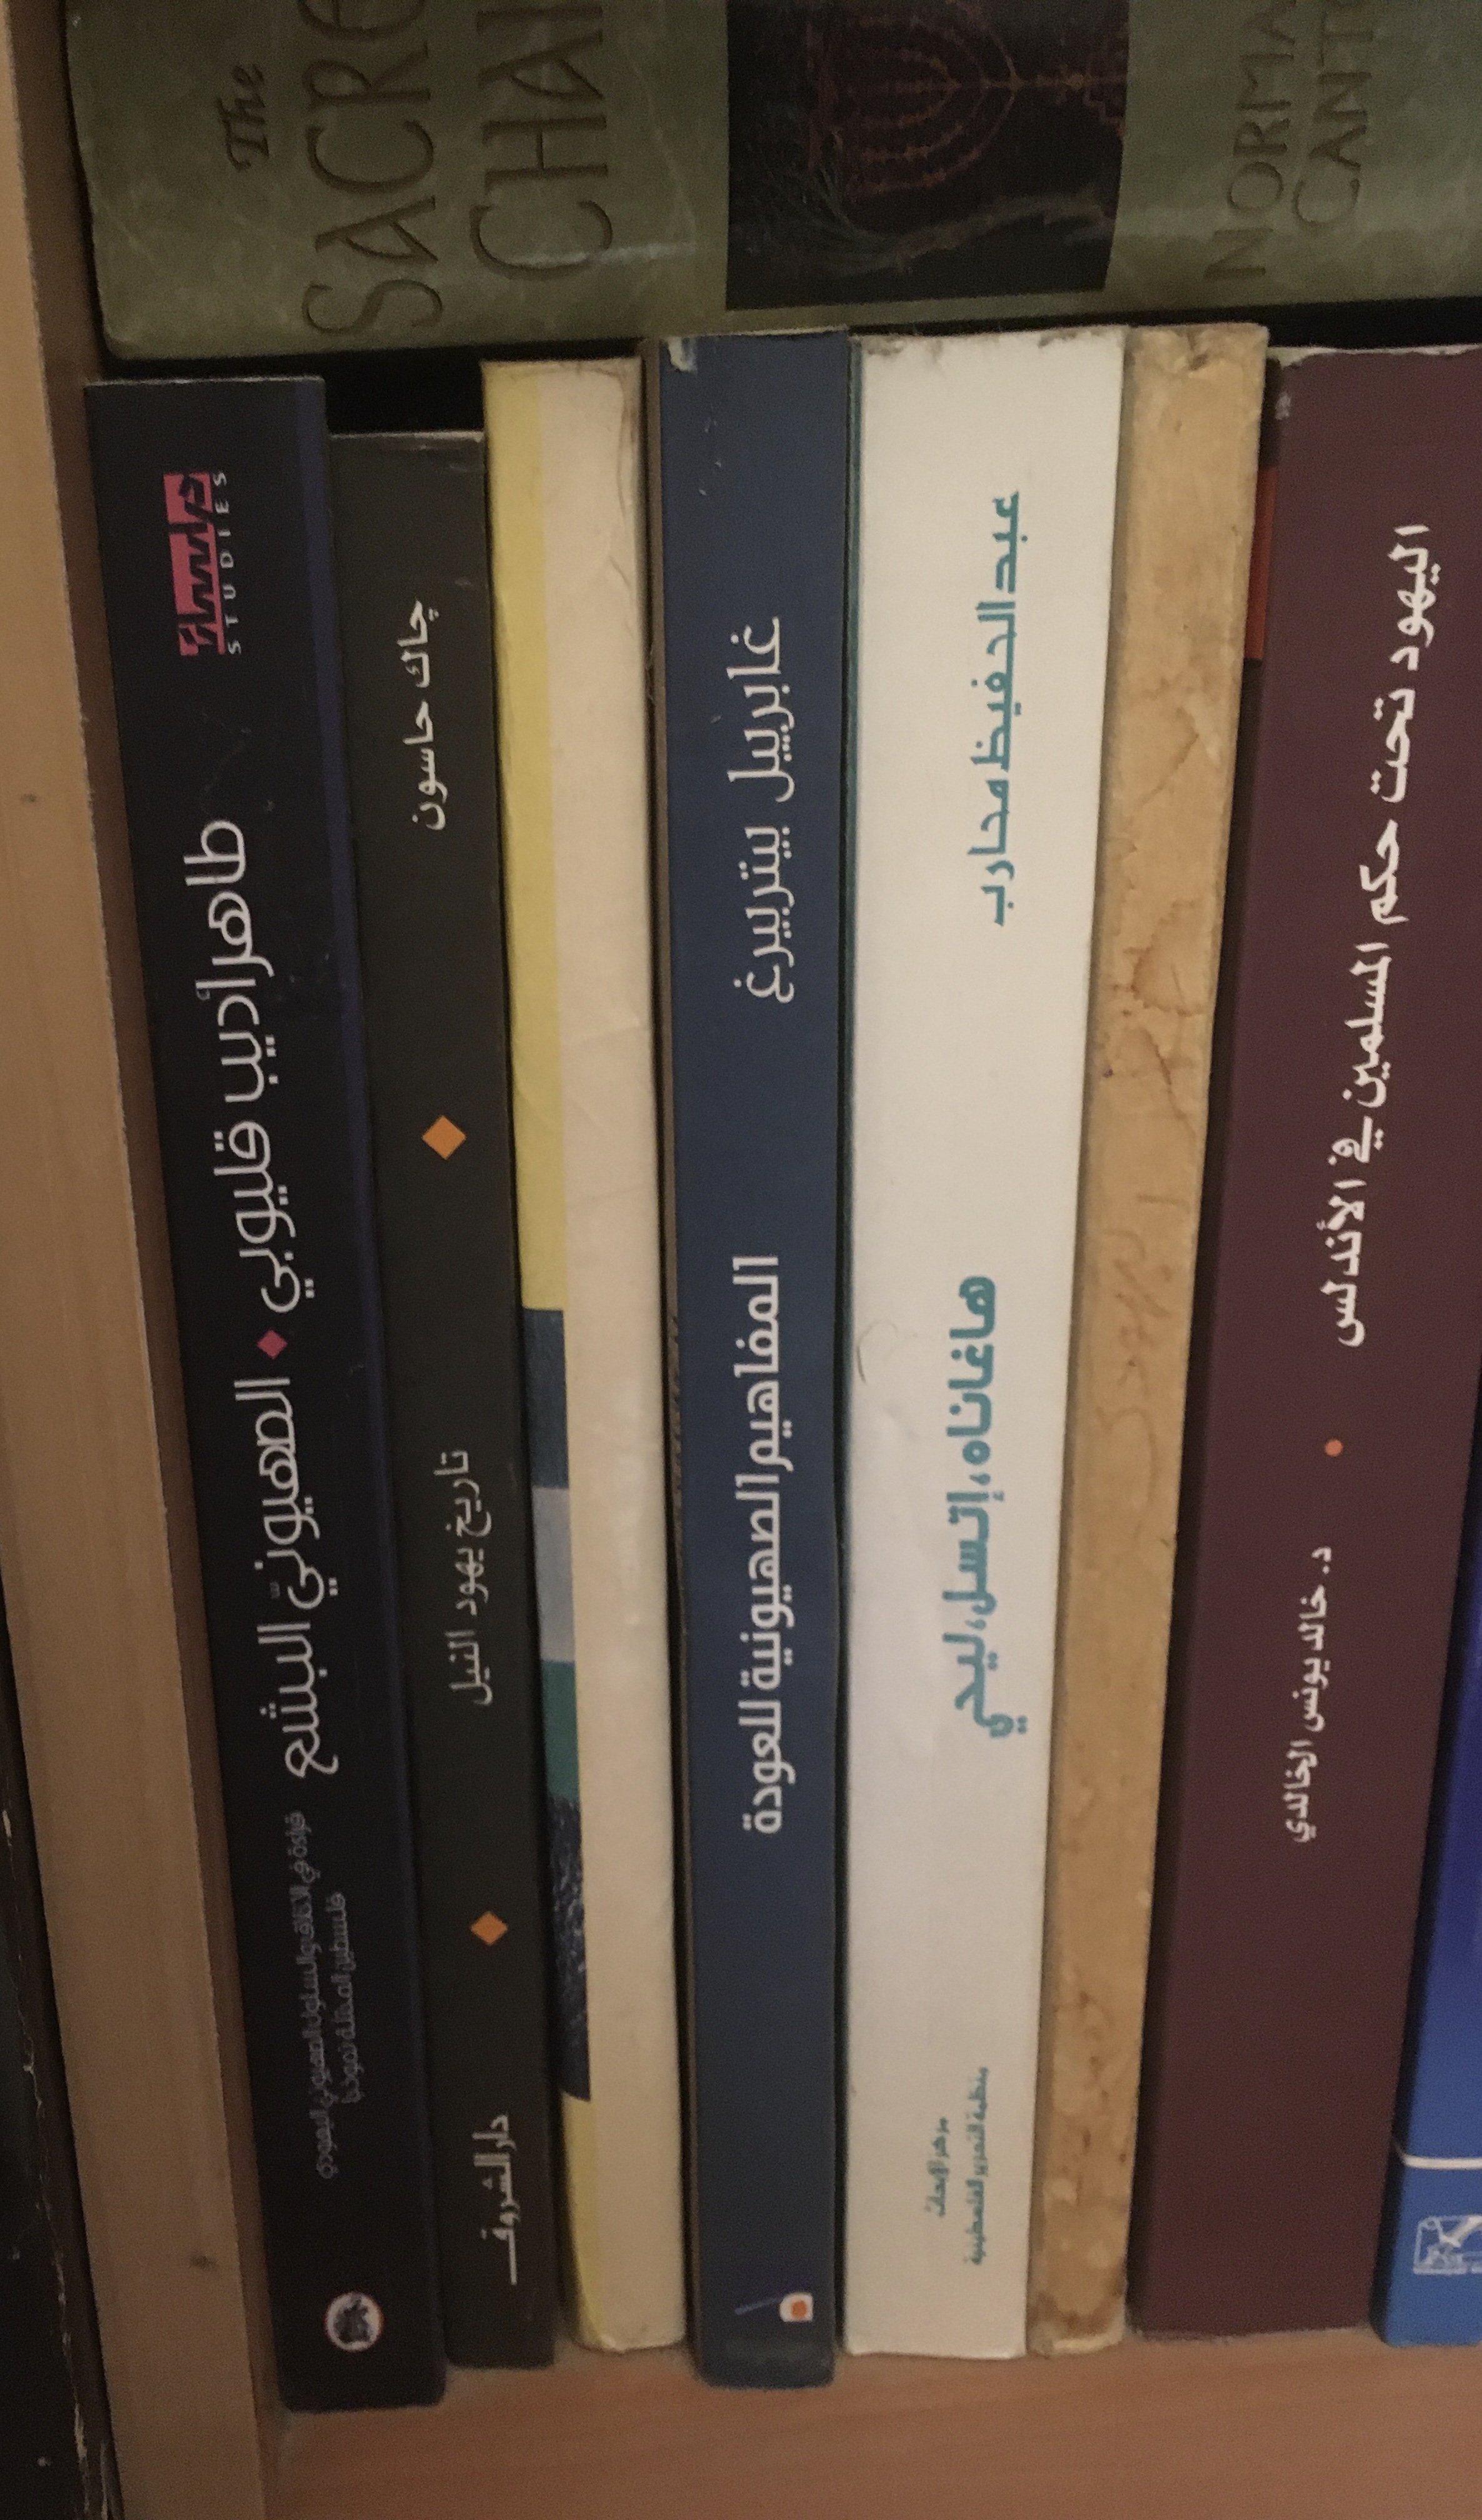 The
SACRE
CHAI
NORMA
CANT
دراسات
STUDIES
طاهر أديب قليوبي
الصهيونيّ البشع
قراءة في الأخلاق والسلوك الصهيوني اليهودي
فلسطين المحتلة نموذجاً
چاك حاسون
تاريخ يهود النيل
دار الشروق
غابرييل بيتربيرغ
المفاهيم الصهيونية للعودة
عبد الحفيظ محارب
هاغاناه، إتسل، ليحي
منظمة التحرير الفلسطينية
مركز الأبحاث
اليهود تحت حكم المسلمين في الأندلس
د. خالد يونس الخالدي